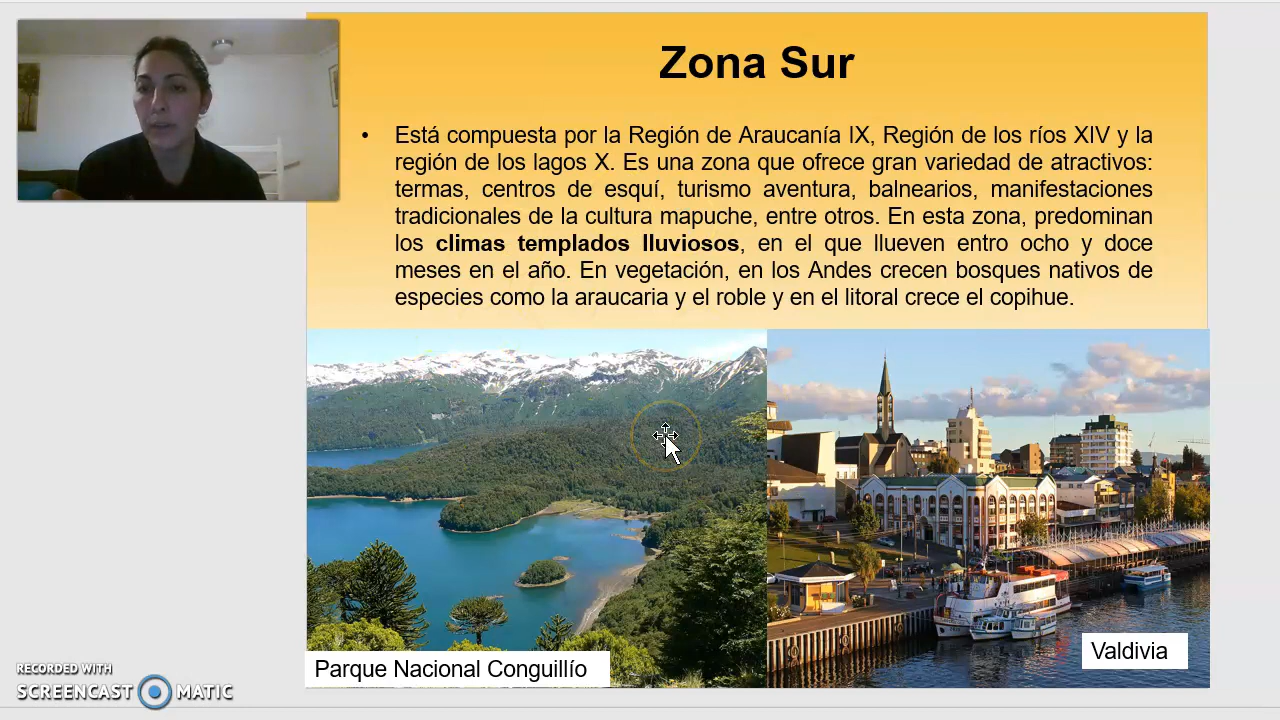 Zona Sur
• Está compuesta por la Región de Araucanía IX, Región de los ríos XIV y la
región de los lagos X. Es una zona que ofrece gran variedad de atractivos:
termas, centros de esquí, turismo aventura, balnearios, manifestaciones
tradicionales de la cultura mapuche, entre otros. En esta zona, predominan
los climas templados lluviosos, en el que llueven entro ocho y doce
meses en el año. En vegetación, en los Andes crecen bosques nativos de
especies como la araucaria y el roble y en el litoral crece el copihue.
Valdivia
Parque Nacional Conguillío
RECORDED WITH
SCREENCAST MATIC